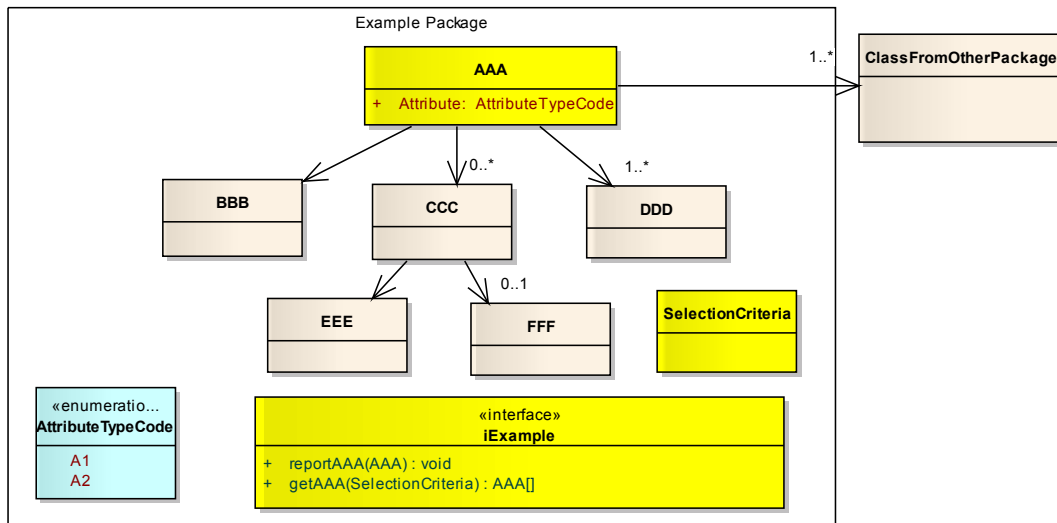 Example Package
AAA
+ Attribute: AttributeTypeCode
1..*
ClassFromOtherPackage
0..*
1..*
BBB
CCC
DDD
0..1
EEE
FFF
SelectionCriteria
«enumeratio...
AttributeTypeCode
A1
A2
«interface»
iExample
+ reportAAA(AAA) : void
+ getAAA(SelectionCriteria) : AAA[]